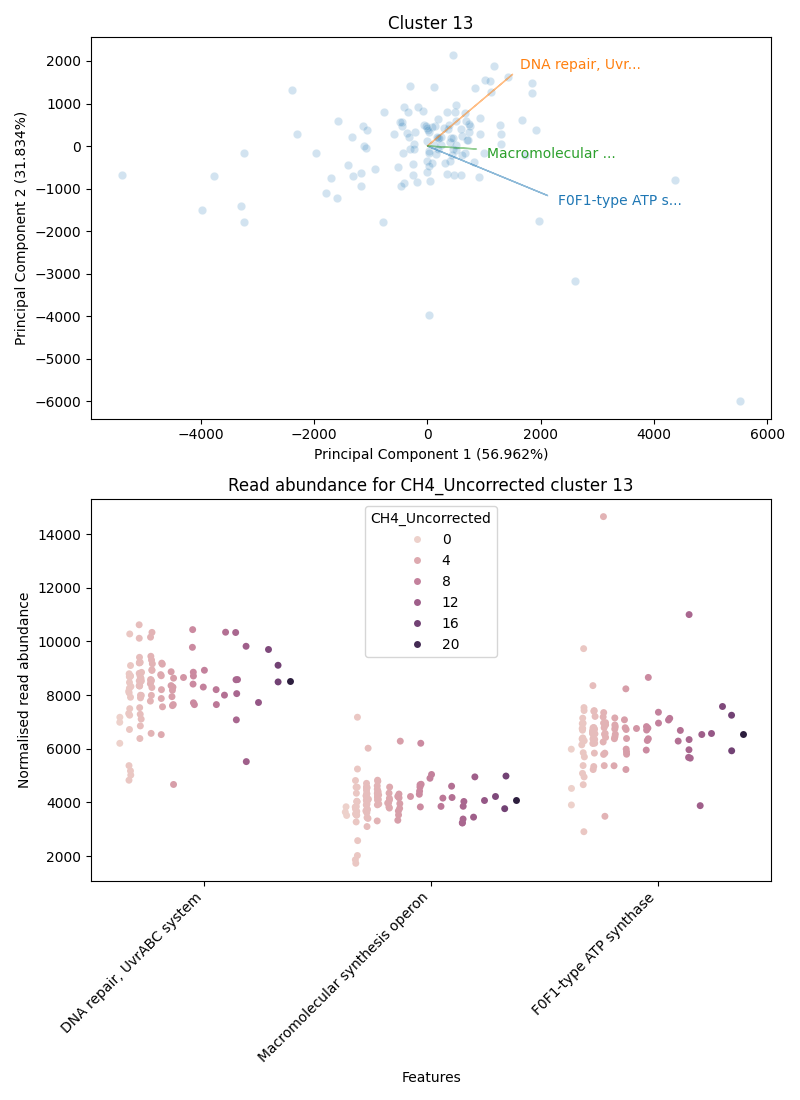 Cluster 13
2000
1000
0
−1000
−2000
−3000
−4000
−5000
−6000
Principal Component 2 (31.834%)
DNA repair, Uvr...
Macromolecular ...
F0F1-type ATP s...
−4000 −2000 0 2000 4000 6000
Principal Component 1 (56.962%)
Read abundance for CH4_Uncorrected cluster 13
14000
12000
10000
8000
6000
4000
2000
Normalised read abundance
CH4_Uncorrected
0
4
8
12
16
20
DNA repair, UvrABC system
Macromolecular synthesis operon
F0F1-type ATP synthase
Features